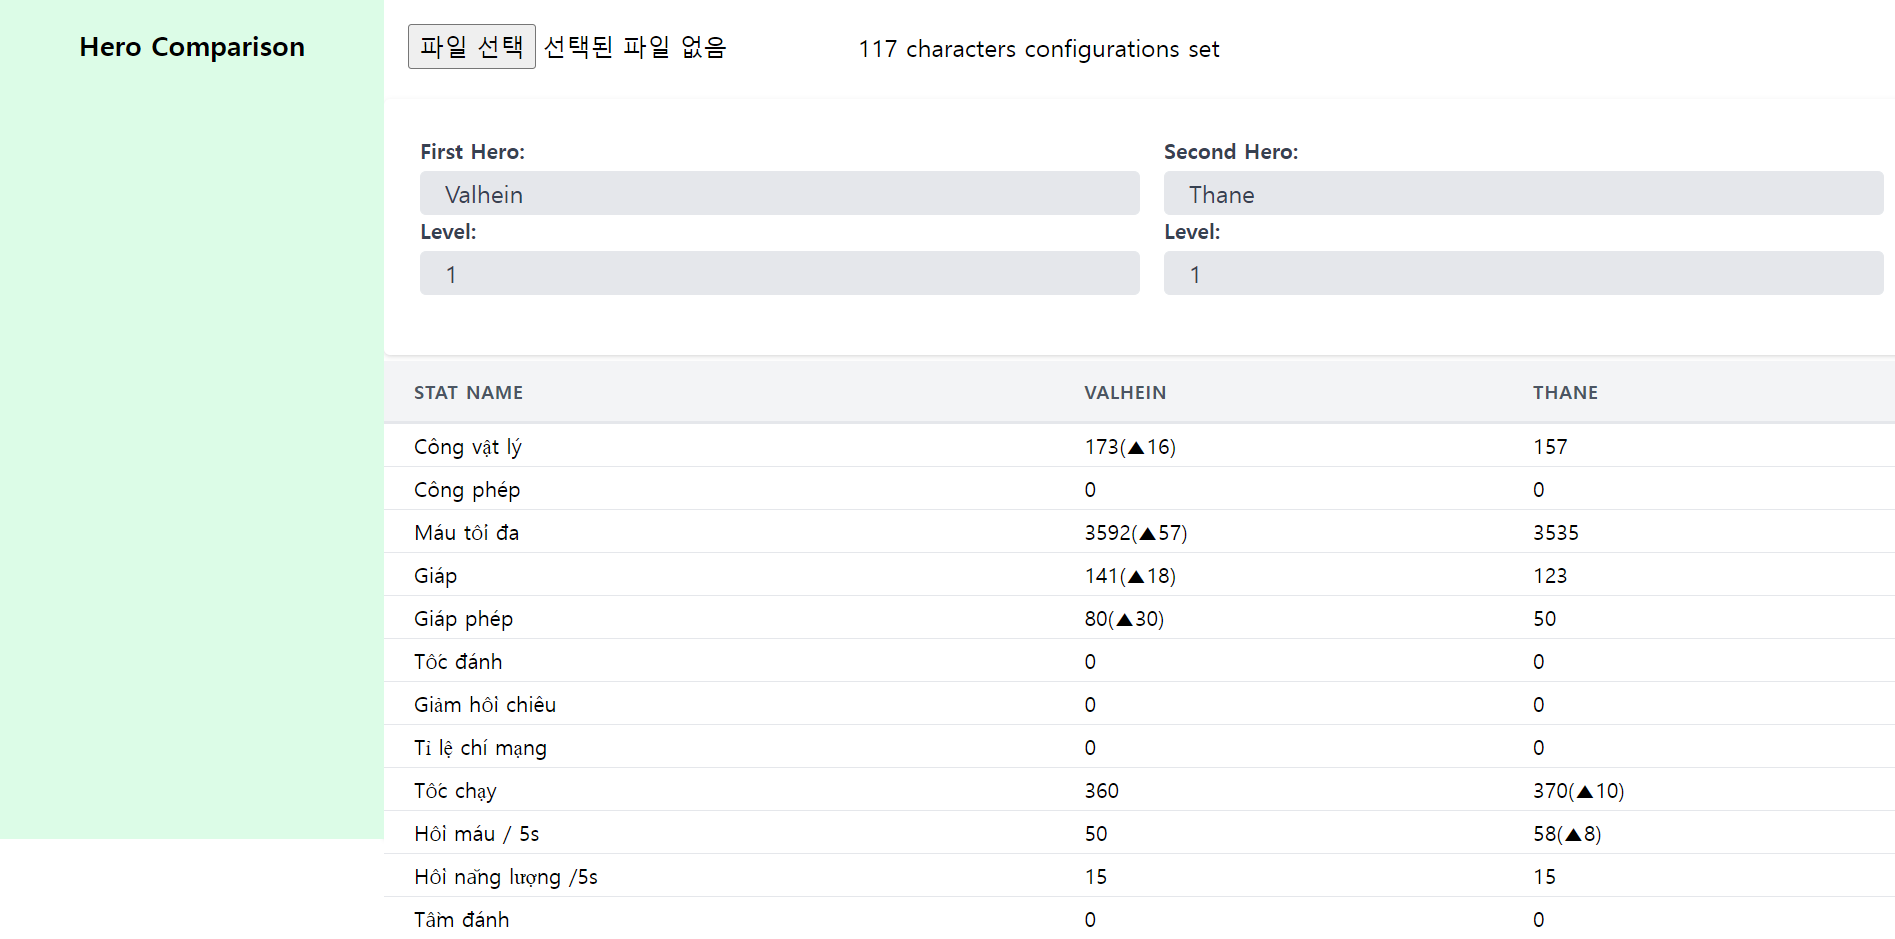 Hero Comparison
파일 선택 선택된 파일 없음 117 characters configurations set
First Hero: Second Hero:
Valhein Thane
Level: Level:
1 1
STAT NAME VALHEIN THANE
Công vật lý 173(▲16) 157
Công phép 0 0
Máu tối đa 3592(▲57) 3535
Giáp 141(▲18) 123
Giáp phép 80(▲30) 50
Tốc đánh 0 0
Giảm hồi chiêu 0 0
Tỉ lệ chí mạng 0 0
Tốc chạy 360 370(▲10)
Hồi máu / 5s 50 58(▲8)
Hồi năng lượng /5s 15 15
Tầm đánh 0 0